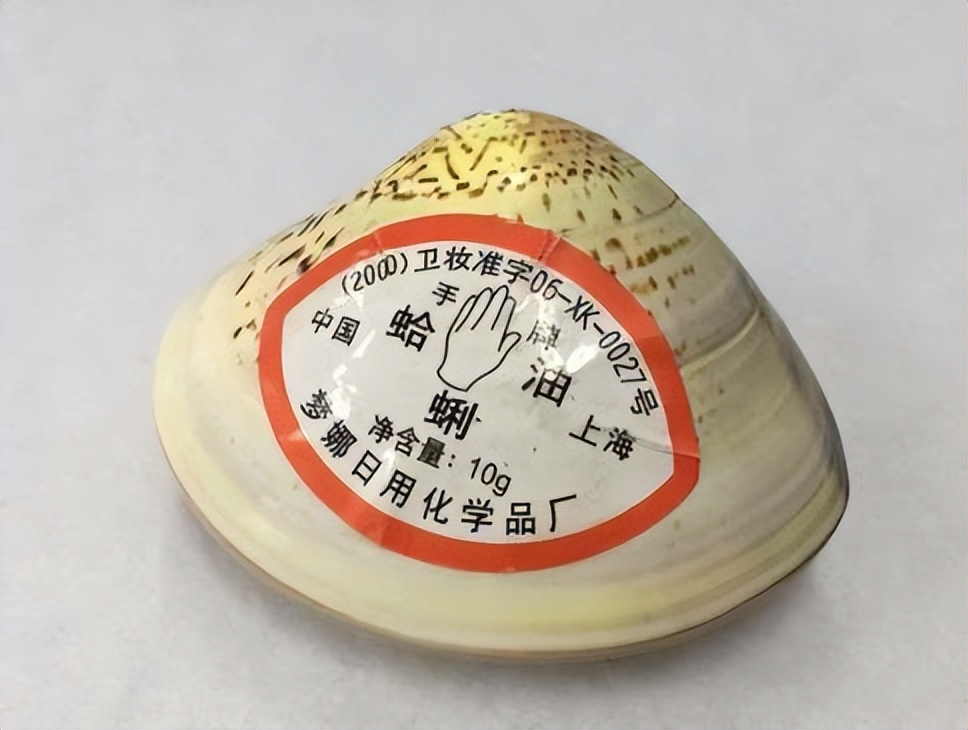 (2000)卫妆准字06-XK-0027号
手 牌
中国 上海
蛤蜊油
净含量：10g
梦娜日用化学品厂